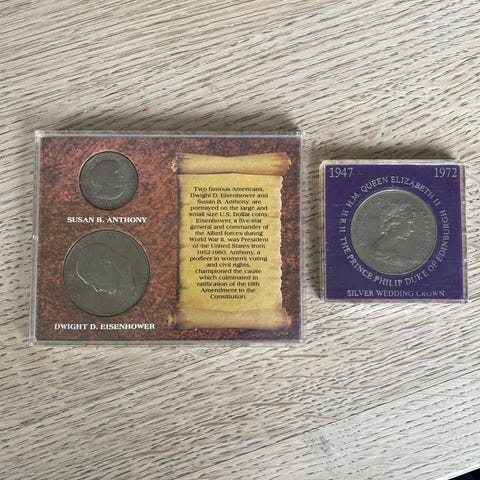 SUSAN B. ANTHONY
DWIGHT D. EISENHOWER
Two famous Americans,
Dwight D. Eisenhower and
Susan B. Anthony, are
portrayed on the large and
small size U.S. Dollar coins.
Eisenhower, a five-star
general and commander of
the Allied forces during
World War II, was President
of the United States from
1952-1960. Anthony, a
pioneer in women's voting
and civil rights,
championed the cause
which culminated in
ratification of the 19th
Amendment to the
Constitution.
1947 1972
H.M. QUEEN ELIZABETH II
H R H THE PRINCE PHILIP DUKE OF EDINBURGH
SILVER WEDDING CROWN